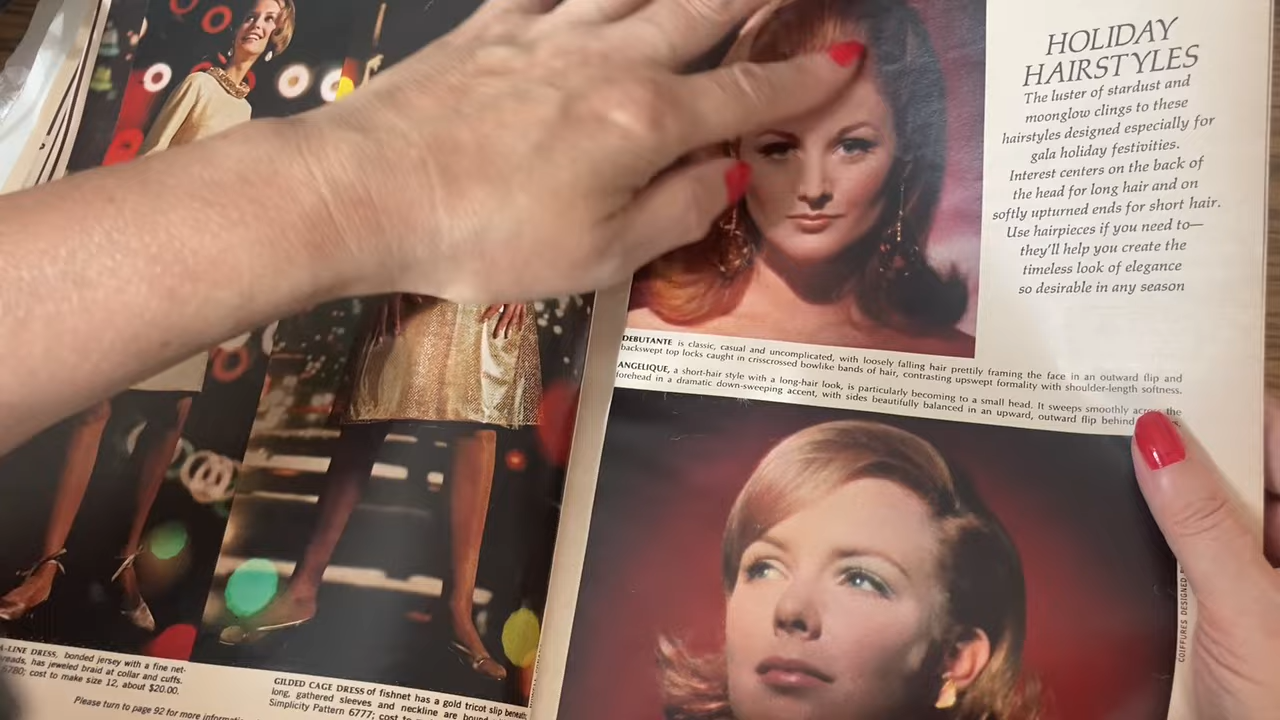 HOLIDAY
HAIRSTYLES
The luster of stardust and
moonglow clings to these
hairstyles designed especially for
gala holiday festivities.
Interest centers on the back of
the head for long hair and on
softly upturned ends for short hair.
Use hairpieces if you need to—
they'll help you create the
timeless look of elegance
so desirable in any season
DEBUTANTE is classic, casual and uncomplicated, with loosely falling hair prettily framing the face in an outward flip and
backswept top locks caught in crisscrossed bowlike bands of hair, contrasting upswept formality with shoulder-length softness.
ANGELIQUE, a short-hair style with a long-hair look, is particularly becoming to a small head. It sweeps smoothly across the
forehead in a dramatic down-sweeping accent, with sides beautifully balanced in an upward, outward flip behind
COIFFURES DESIGNED
A-LINE DRESS, bonded jersey with a fine net-
has jeweled braid at collar and cuffs.
6780; cost to make size 12, about $20.00.
GILDED CAGE DRESS of fishnet has a gold tricot slip beneath
long, gathered sleeves and neckline are bound
Simplicity Pattern 6777; cost to
Please turn to page 92 for more